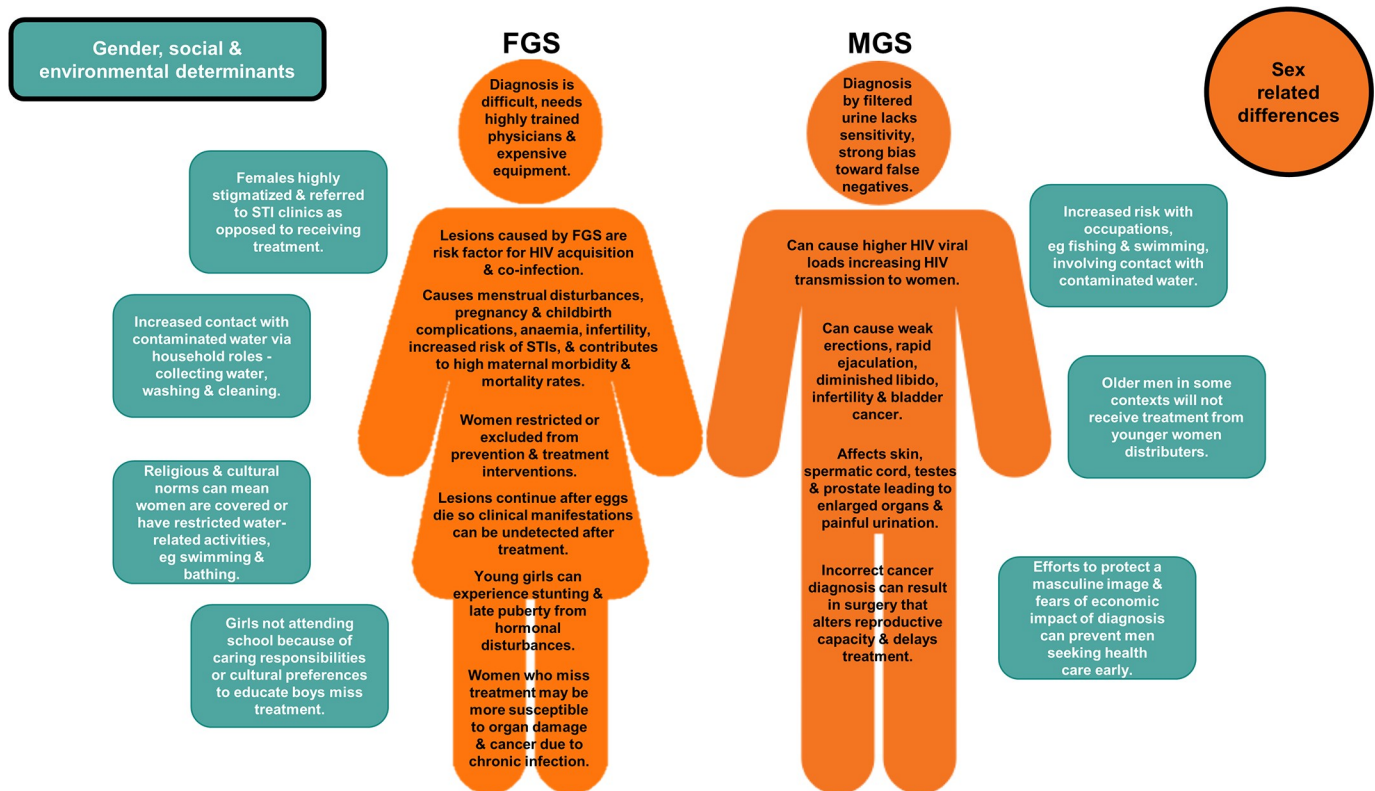 Gender, social &
environmental determinants
FGS
MGS
Sex
related
differences
Females highly
stigmatized & referred
to STI clinics as
opposed to receiving
treatment.
Increased contact with
contaminated water via
household roles -
collecting water,
washing & cleaning.
Religious & cultural
norms can mean
women are covered or
have restricted water-
related activities,
eg swimming &
bathing.
Girls not attending
school because of
caring responsibilities
or cultural preferences
to educate boys miss
treatment.
Diagnosis is
difficult, needs
highly trained
physicians &
expensive
equipment.
Lesions caused by FGS are
risk factor for HIV acquisition
& co-infection.
Causes menstrual disturbances,
pregnancy & childbirth
complications, anaemia, infertility,
increased risk of STIs, & contributes
to high maternal morbidity &
mortality rates.
Women restricted or
excluded from
prevention & treatment
interventions.
Lesions continue after eggs
die so clinical manifestations
can be undetected after
treatment.
Young girls can
experience stunting &
late puberty from
hormonal
disturbances.
Women who miss
treatment may be
more susceptible
to organ damage
& cancer due to
chronic infection.
Diagnosis
by filtered
urine lacks
sensitivity,
strong bias
toward false
negatives.
Can cause higher HIV viral
loads increasing HIV
transmission to women.
Can cause weak
erections, rapid
ejaculation,
diminished libido,
infertility & bladder
cancer.
Affects skin,
spermatic cord, testes
& prostate leading to
enlarged organs &
painful urination.
Incorrect cancer
diagnosis can result
in surgery that
alters reproductive
capacity & delays
treatment.
Increased risk with
occupations,
eg fishing & swimming,
involving contact with
contaminated water.
Older men in some
contexts will not
receive treatment from
younger women
distributers.
Efforts to protect a
masculine image &
fears of economic
impact of diagnosis
can prevent men
seeking health
care early.